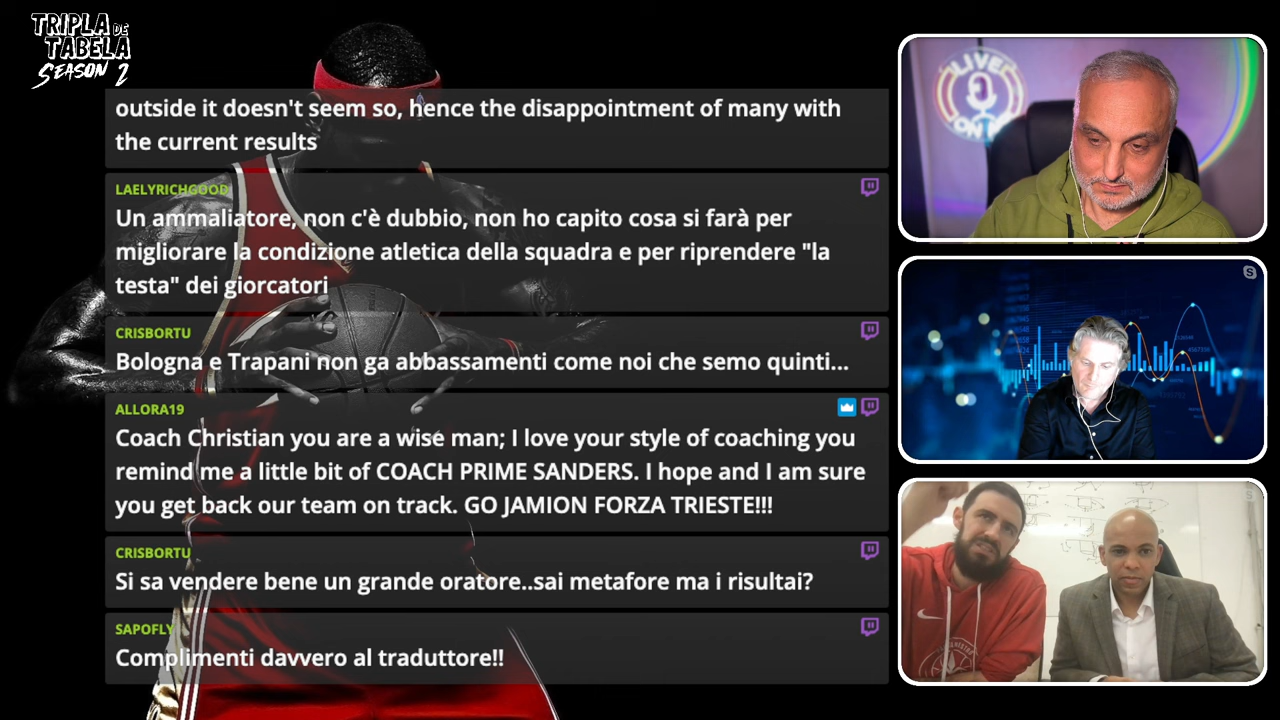 TRIPLA DE
TABELA
SEASON 2
outside it doesn't seem so, hence the disappointment of many with
the current results
LAELYRICHGOOD
Un ammaliatore, non c'è dubbio, non ho capito cosa si farà per
migliorare la condizione atletica della squadra e per riprendere "la
testa" dei giorcatori
CRISBORTU
Bologna e Trapani non ga abbassamenti come noi che semo quinti...
ALLORA19
Coach Christian you are a wise man; I love your style of coaching you
remind me a little bit of COACH PRIME SANDERS. I hope and I am sure
you get back our team on track. GO JAMION FORZA TRIESTE!!!
CRISBORTU
Si sa vendere bene un grande oratore..sai metafore ma i risultai?
SAPOFLY
Complimenti davvero al traduttore!!
LIVE
ON